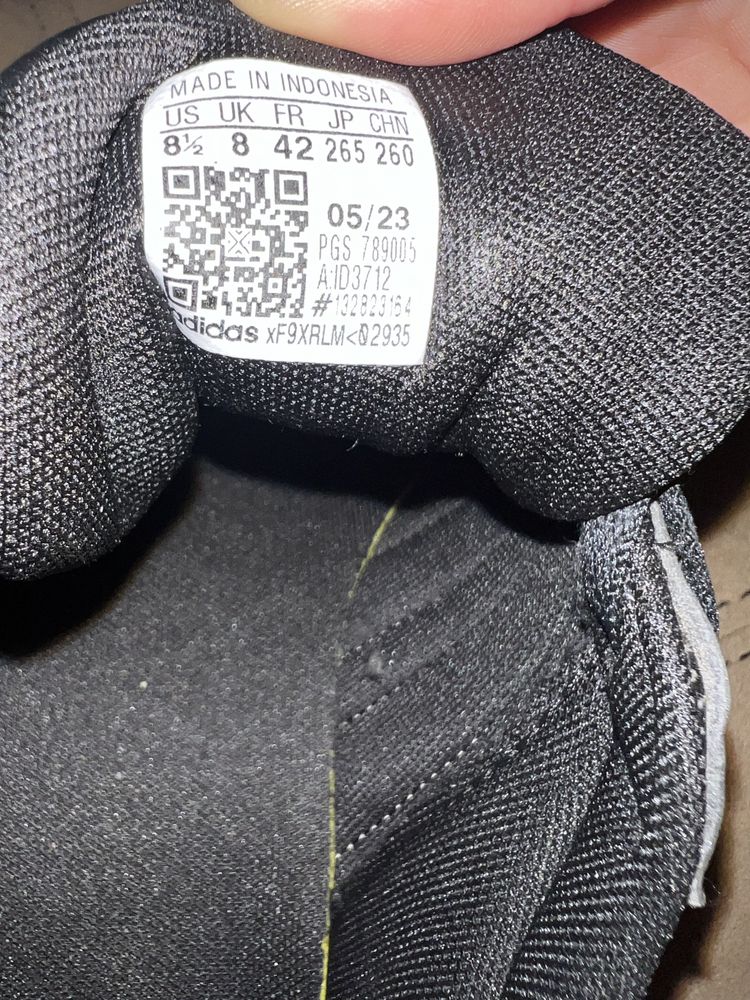 MADE IN INDONESIA
US UK FR JP CHN
8½ 8 42 265 260
05/23
PGS 789005
A:ID3712
#132823164
adidas xF9XRLM<Q2935